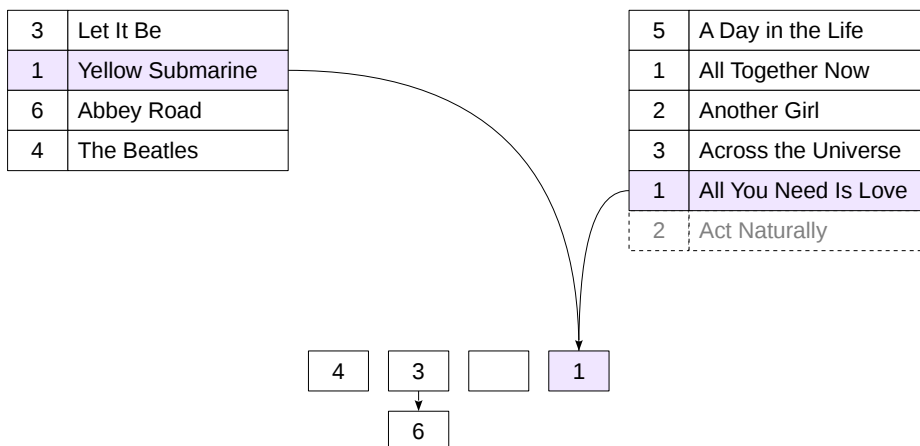 3 Let It Be
1 Yellow Submarine
6 Abbey Road
4 The Beatles
5 A Day in the Life
1 All Together Now
2 Another Girl
3 Across the Universe
1 All You Need Is Love
2 Act Naturally
4 3 1
6